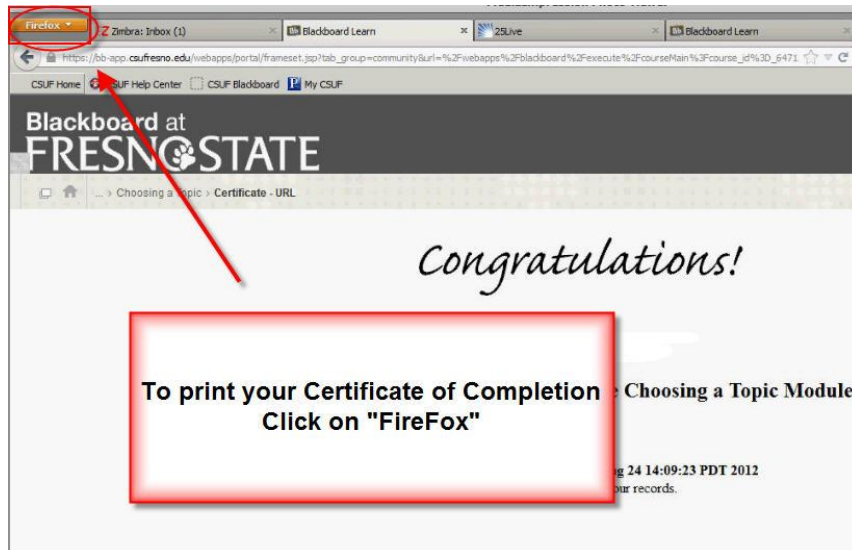 Firefox
Zimbra: Inbox (1)
Blackboard Learn
25Live
Blackboard Learn
https://bb-app.csufresno.edu/webapps/portal/frameset.jsp?tab_group=community&url=%2Fwebapps%2Fblackboard%2Fexecute%2FcourseMain%3Fcourse_id%3D_6471
CSUF Home
CSUF Help Center
CSUF Blackboard
My CSUF
Blackboard at
FRESNO STATE
... > Choosing a Topic > Certificate - URL
Congratulations!
To print your Certificate of Completion
Click on "FireFox"
Choosing a Topic Module
24 14:09:23 PDT 2012
records.